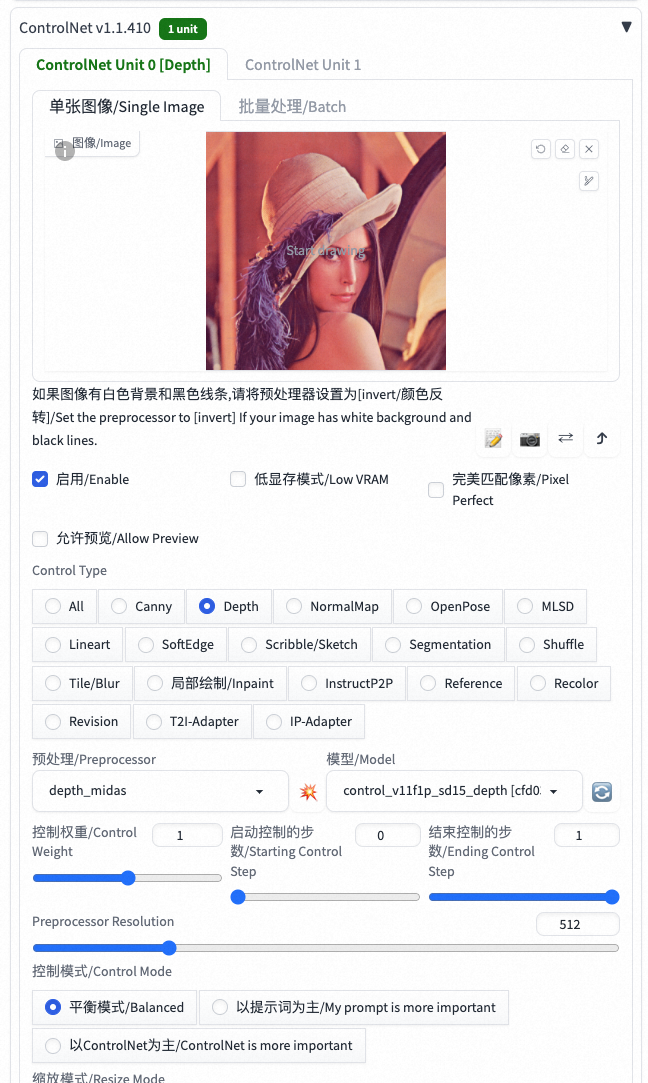 ControlNet v1.1.410 1 unit ▼
ControlNet Unit 0 [Depth] ControlNet Unit 1
单张图像/Single Image 批量处理/Batch
图像/Image
Start drawing
如果图像有白色背景和黑色线条,请将预处理器设置为[invert/颜色反
转]/Set the preprocessor to [invert] If your image has white background and
black lines.
启用/Enable 低显存模式/Low VRAM 完美匹配像素/Pixel
Perfect
允许预览/Allow Preview
Control Type
All Canny Depth NormalMap OpenPose MLSD
Lineart SoftEdge Scribble/Sketch Segmentation Shuffle
Tile/Blur 局部绘制/Inpaint InstructP2P Reference Recolor
Revision T2I-Adapter IP-Adapter
预处理/Preprocessor 模型/Model
depth_midas control_v11f1p_sd15_depth [cfd03
控制权重/Control 1 启动控制的步 0 结束控制的步 1
Weight 数/Starting Control 数/Ending Control
Step Step
Preprocessor Resolution 512
控制模式/Control Mode
平衡模式/Balanced 以提示词为主/My prompt is more important
以ControlNet为主/ControlNet is more important
缩放模式/Resize Mode